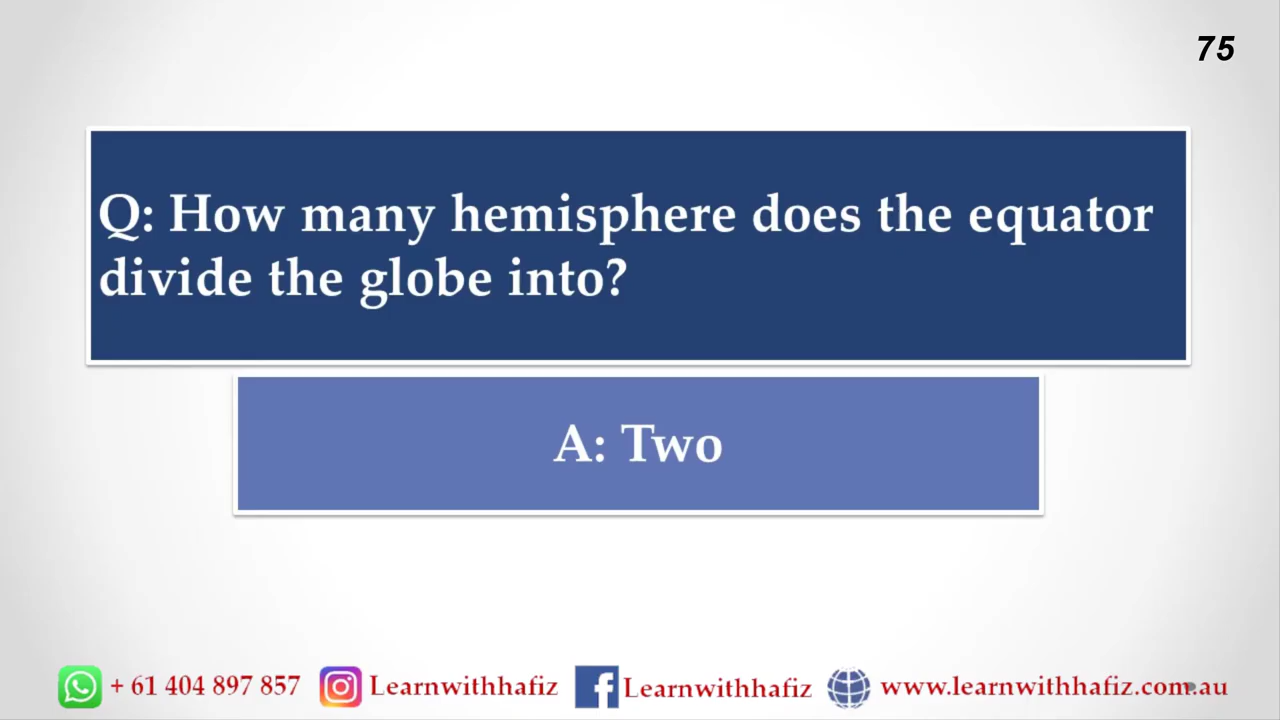 75
Q: How many hemisphere does the equator
divide the globe into?
A: Two
+ 61 404 897 857 Learnwithhafiz Learnwithhafiz www.learnwithhafiz.com.au